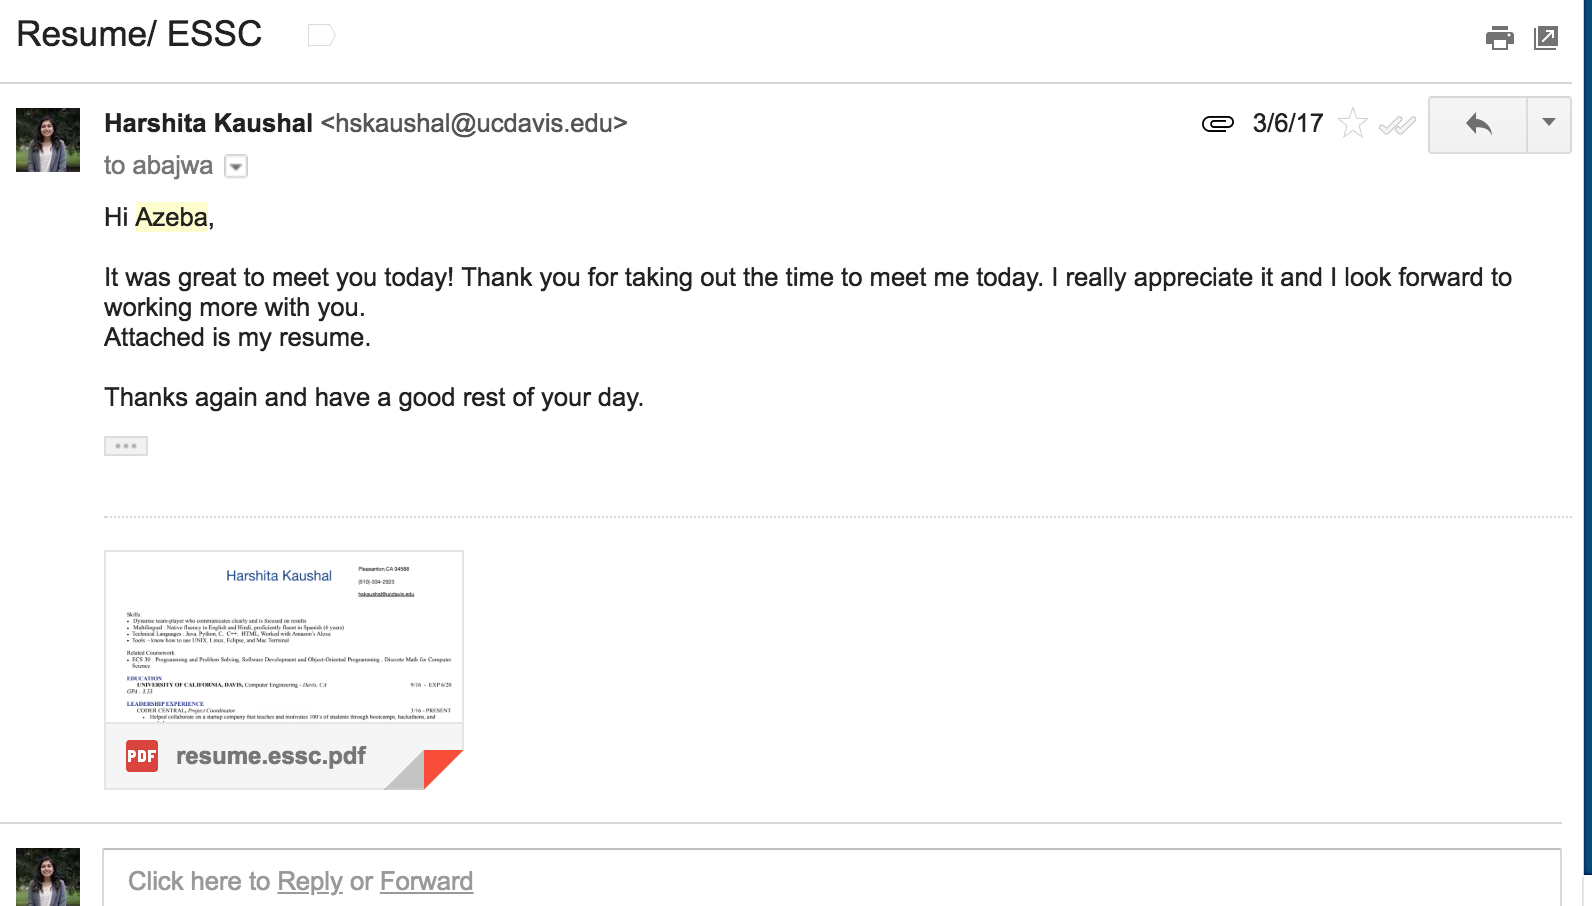 Resume/ ESSC
Harshita Kaushal <hskaushal@ucdavis.edu>
3/6/17
to abajwa
Hi Azeba,
It was great to meet you today! Thank you for taking out the time to meet me today. I really appreciate it and I look forward to
working more with you.
Attached is my resume.
Thanks again and have a good rest of your day.
Harshita Kaushal
Pleasanton,CA 94588
(510)-334-2923
hskaushal@ucdavis.edu
Skills
• Dynamic team-player who communicates clearly and is focused on results
• Multilingual : Native fluency in English and Hindi, proficiently fluent in Spanish (6 years)
• Technical Languages : Java, Python, C, C++, HTML, Worked with Amazon's Alexa
• Tools - know how to use UNIX, Linux, Eclipse, and Mac Terminal
Related Coursework
• ECS 30 : Programming and Problem Solving, Software Development and Object-Oriented Programming , Discrete Math for Computer
Science
EDUCATION
UNIVERSITY OF CALIFORNIA, DAVIS, Computer Engineering - Davis, CA 9/16 - EXP 6/20
GPA : 3.53
LEADERSHIP EXPERIENCE
CODER CENTRAL, Project Coordinator 3/16 - PRESENT
• Helped collaborate on a startup company that teaches and motivates 100's of students through bootcamps, hackathons, and
PDF resume.essc.pdf
Click here to Reply or Forward